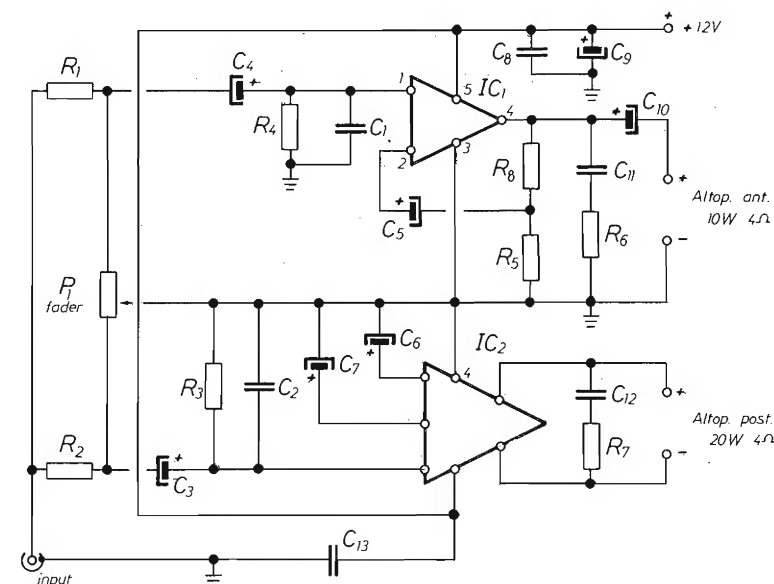 +
+ 12V
R1
C4
+
1
5
IC1
C8
+
C9
4
+
C10
R4
C1
2
3
R8
C11
+
Altop. ant.
10W 4Ω
+
C5
R5
R6
−
P1
fader
R3
C2
+
C7
+
C6
4
IC2
C12
+
Altop. post.
20W 4Ω
R7
−
R2
+
C3
C13
input